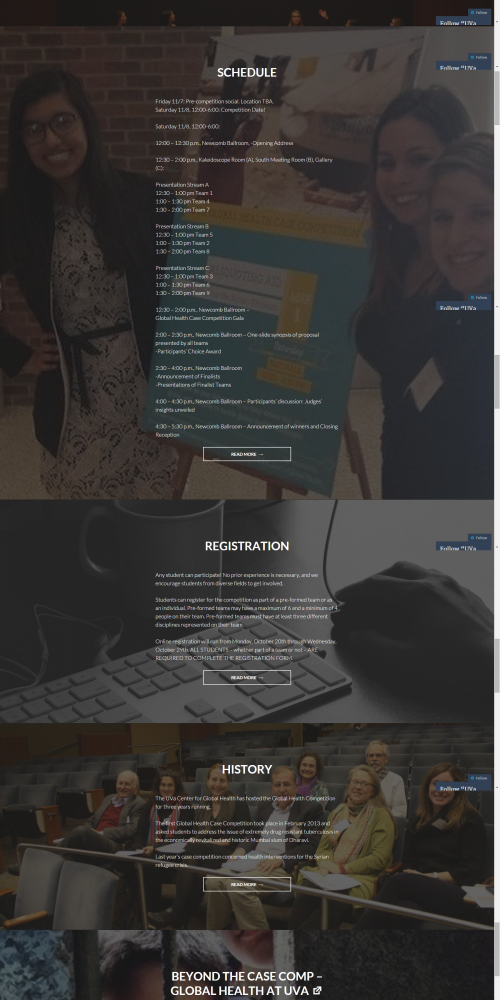 Follow
Follow "UVa
Follow
Follow "UVa
SCHEDULE
Friday 11/7: Pre-competition social. Location TBA.
Saturday 11/8, 12:00-6:00: Competition Date!
Saturday 11/8, 12:00-6:00:
12:00 – 12:30 p.m., Newcomb Ballroom, -Opening Address
12:30 – 2:00 p.m., Kaleidoscope Room (A), South Meeting Room (B), Gallery
(C):
Presentation Stream A
12:30 – 1:00 pm Team 1
1:00 – 1:30 pm Team 4
1:30 – 2:00 pm Team 7
Presentation Stream B
12:30 – 1:00 pm Team 5
1:00 – 1:30 pm Team 2
1:30 – 2:00 pm Team 8
Presentation Stream C
12:30 – 1:00 pm Team 3
1:00 – 1:30 pm Team 6
1:30 – 2:00 pm Team 9
Follow
Follow "UVa
12:30 – 2:00 p.m., Newcomb Ballroom –
Global Health Case Competition Gala
2:00 – 2:30 p.m., Newcomb Ballroom – One-slide synopsis of proposal
presented by all teams
-Participants' Choice Award
2:30 – 4:00 p.m., Newcomb Ballroom
-Announcement of Finalists
-Presentations of Finalist Teams
4:00 – 4:30 p.m., Newcomb Ballroom – Participants' discussion: Judges'
insights unveiled
4:30 – 5:30 p.m., Newcomb Ballroom – Announcement of winners and Closing
Reception
READ MORE →
Follow
Follow "UVa
REGISTRATION
Any student can participate! No prior experience is necessary, and we
encourage students from diverse fields to get involved.
Students can register for the competition as part of a pre-formed team or as
an individual. Pre-formed teams may have a maximum of 6 and a minimum of 4
people on their team. Pre-formed teams must have at least three different
disciplines represented on their team.
Online registration will run from Monday, October 20th through Wednesday,
October 29th. ALL STUDENTS – whether part of a team or not – ARE
REQUIRED TO COMPLETE THE REGISTRATION FORM.
READ MORE →
HISTORY
Follow
Follow "UVa
The UVa Center for Global Health has hosted the Global Health Competition
for three years running.
The first Global Health Case Competition took place in February 2013 and
asked students to address the issue of extremely drug resistant tuberculosis in
the economically revitalized and historic Mumbai slum of Dharavi.
Last year's case competition concerned health interventions for the Syrian
refugee crisis.
READ MORE →
BEYOND THE CASE COMP –
GLOBAL HEALTH AT UVA